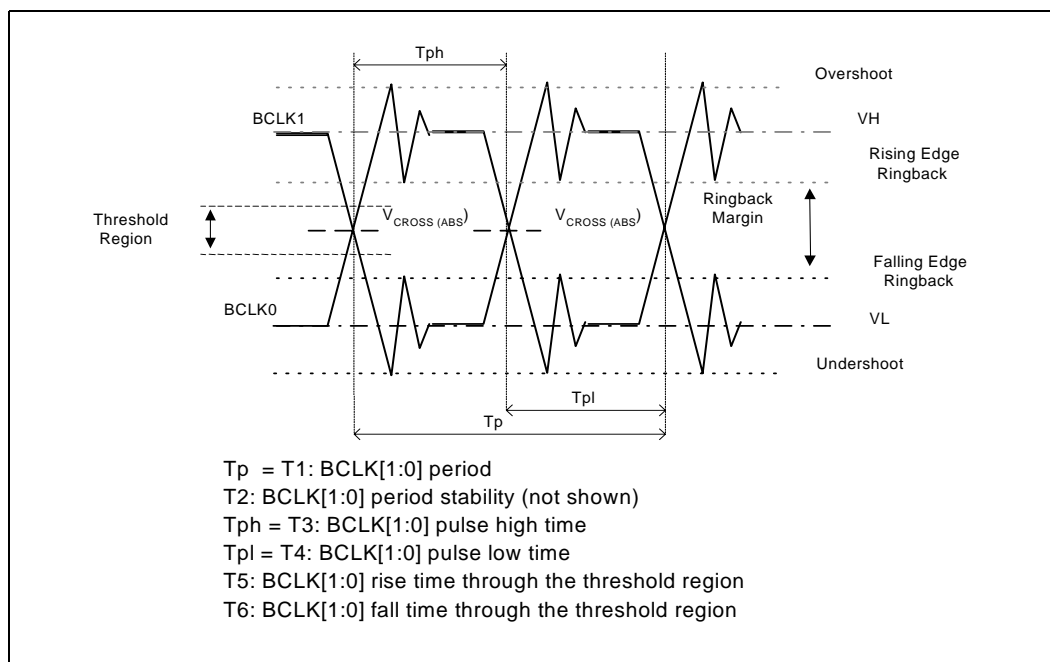 Tph
Overshoot
BCLK1
VH
Rising Edge
Ringback
Threshold
Region
VCROSS (ABS)
VCROSS (ABS)
Ringback
Margin
Falling Edge
Ringback
BCLK0
VL
Undershoot
Tpl
Tp
Tp = T1: BCLK[1:0] period
T2: BCLK[1:0] period stability (not shown)
Tph = T3: BCLK[1:0] pulse high time
Tpl = T4: BCLK[1:0] pulse low time
T5: BCLK[1:0] rise time through the threshold region
T6: BCLK[1:0] fall time through the threshold region